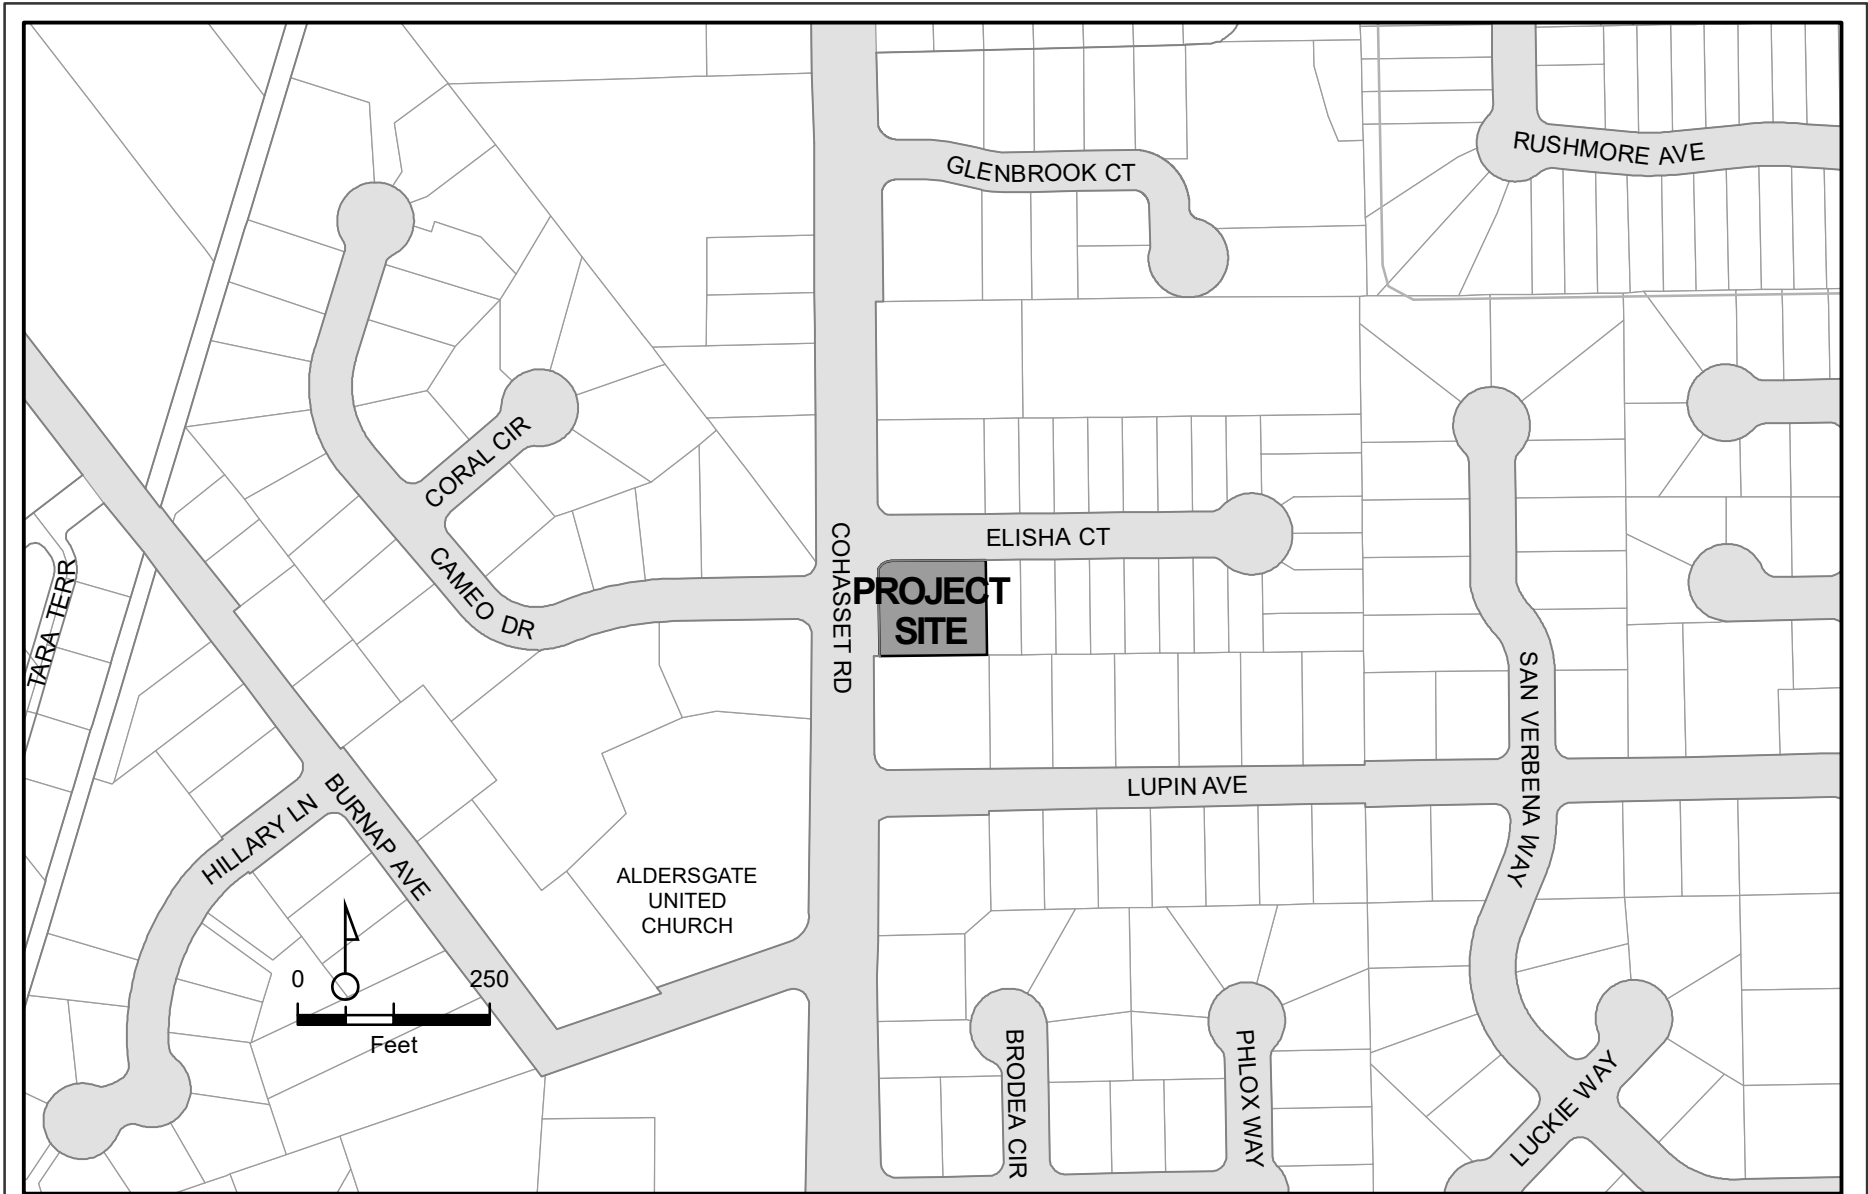 RUSHMORE AVE
GLENBROOK CT
CORAL CIR
ELISHA CT
COHASSET RD
CAMEO DR
PROJECT
SITE
TARA TERR
SAN VERBENA WAY
LUPIN AVE
BURNAP AVE
HILLARY LN
ALDERSGATE
UNITED
CHURCH
0 250
Feet
BRODEA CIR
PHLOX WAY
LUCKIE WAY